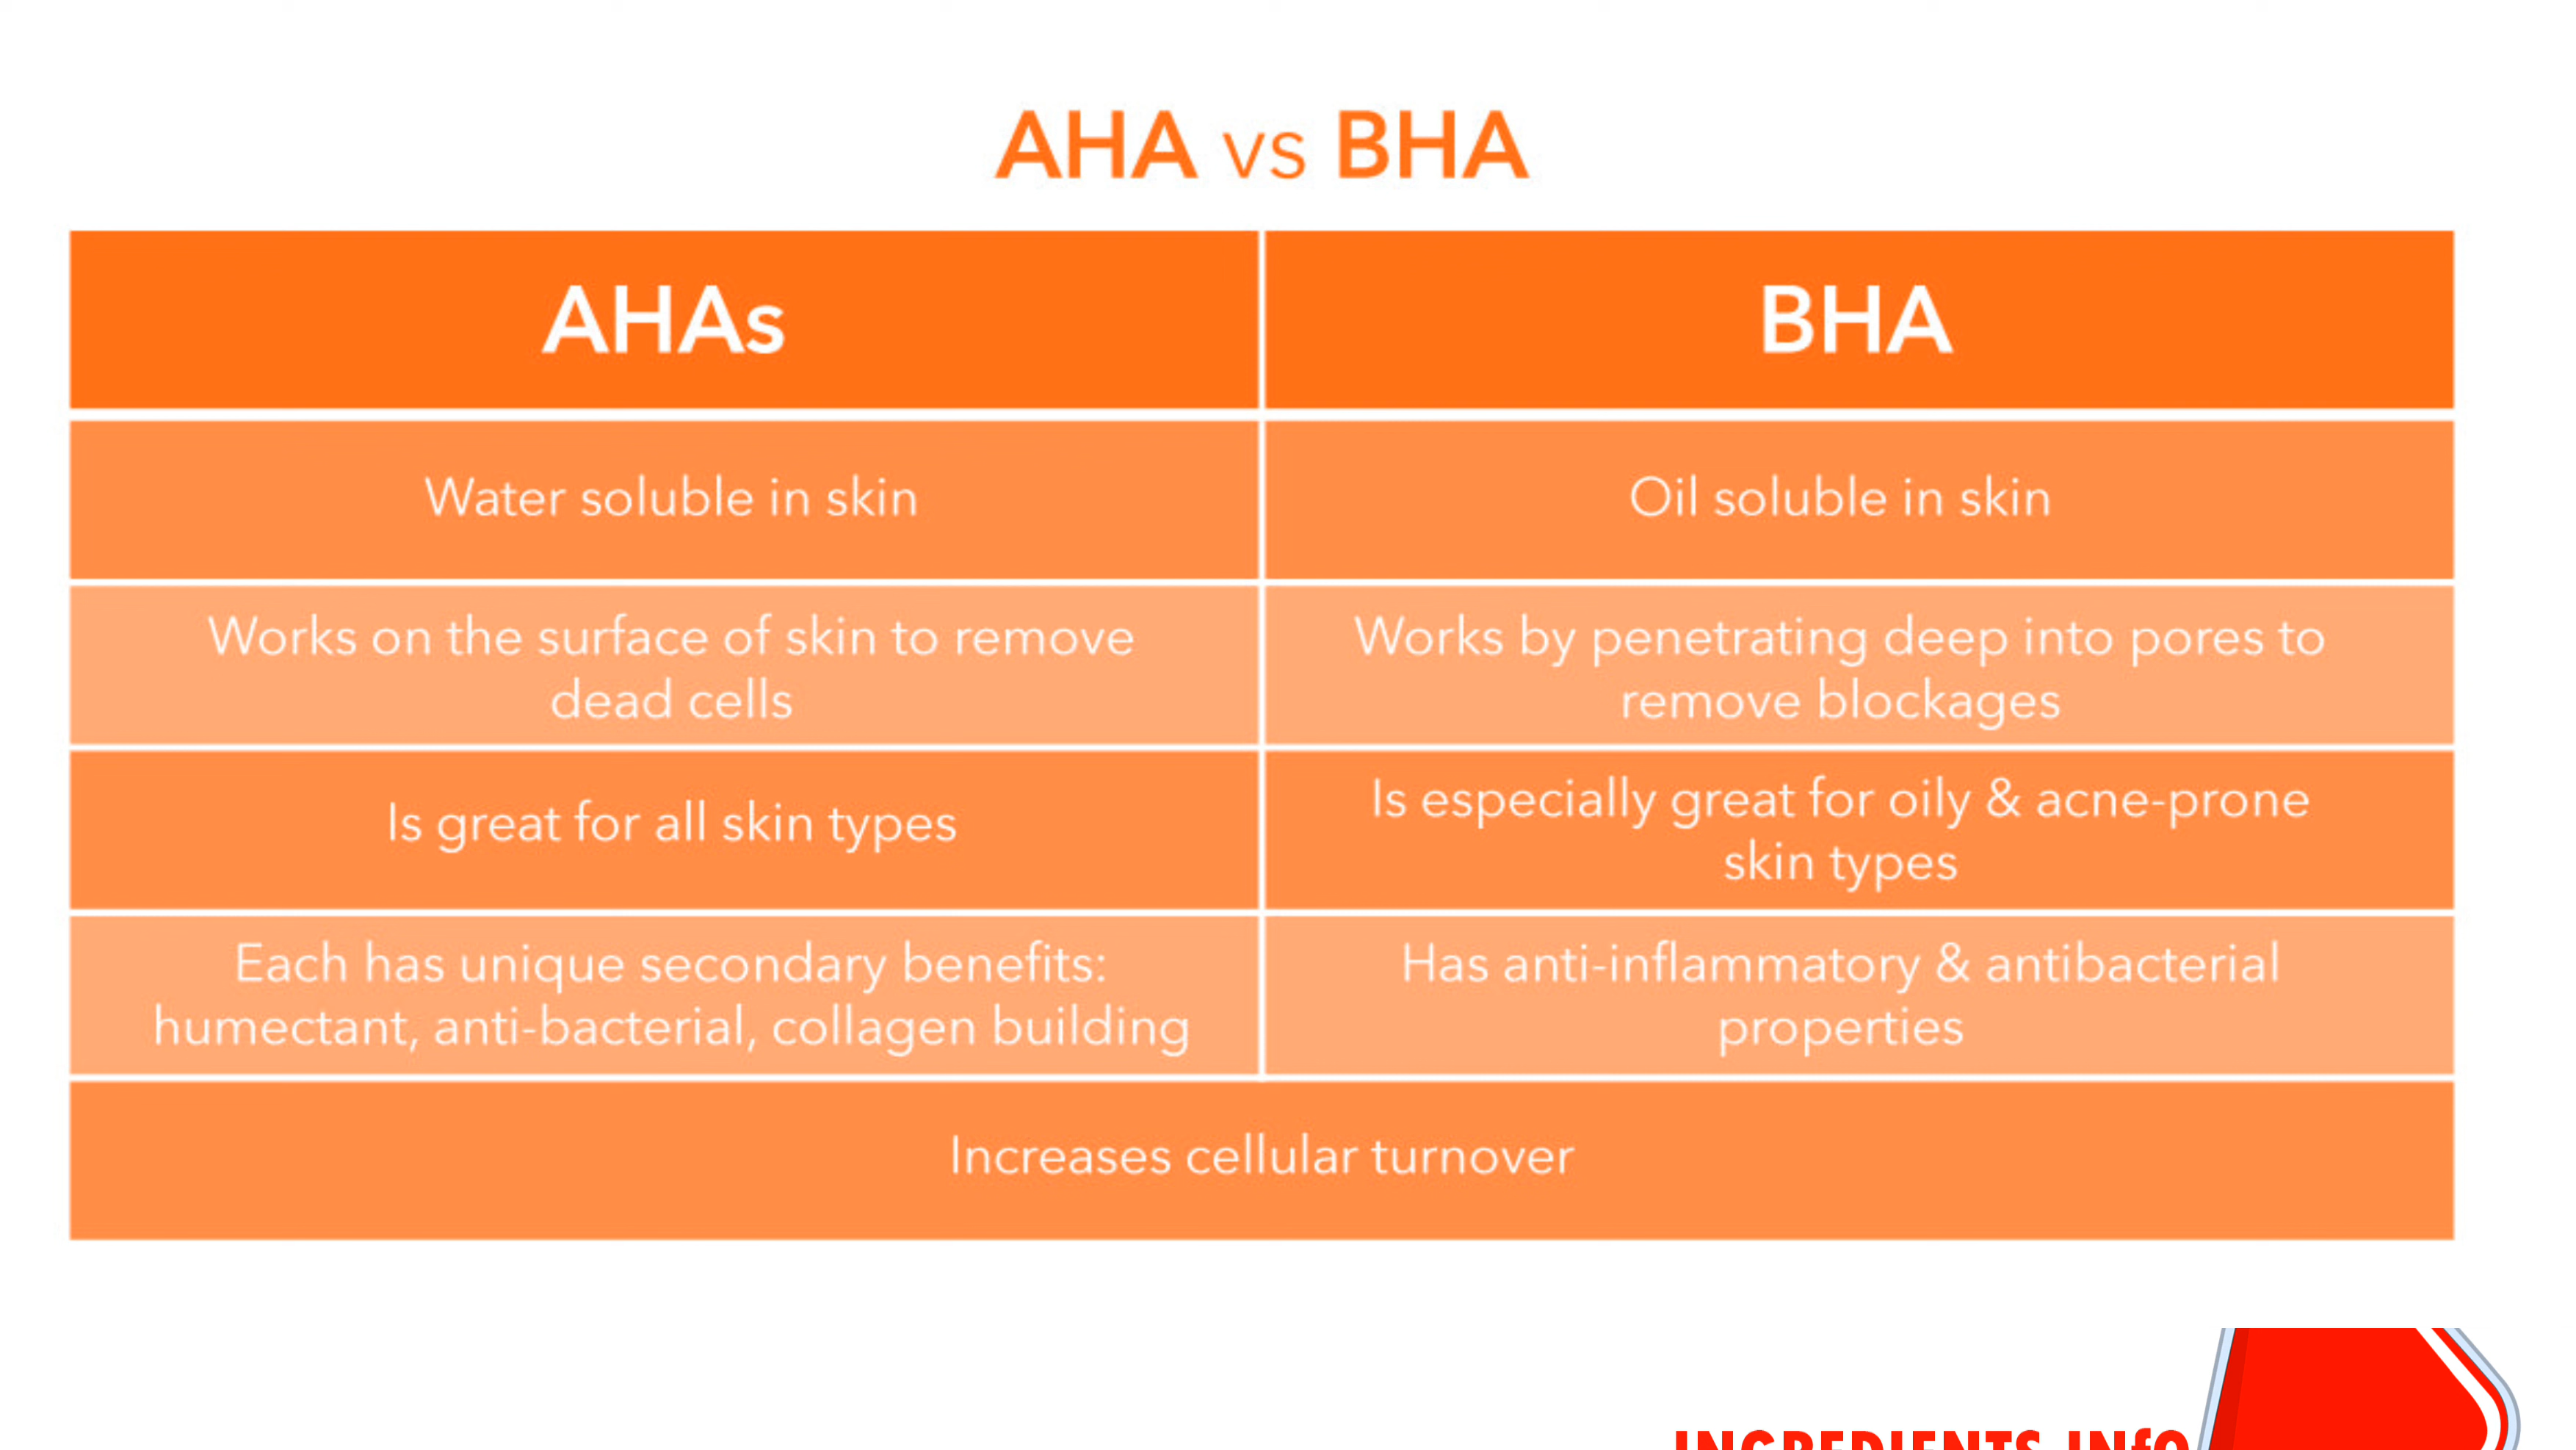 AHA vs BHA
AHAs
BHA
Water soluble in skin
Oil soluble in skin
Works on the surface of skin to remove
dead cells
Works by penetrating deep into pores to
remove blockages
Is great for all skin types
Is especially great for oily & acne-prone
skin types
Each has unique secondary benefits:
humectant, anti-bacterial, collagen building
Has anti-inflammatory & antibacterial
properties
Increases cellular turnover
INGREDIENTS INfO